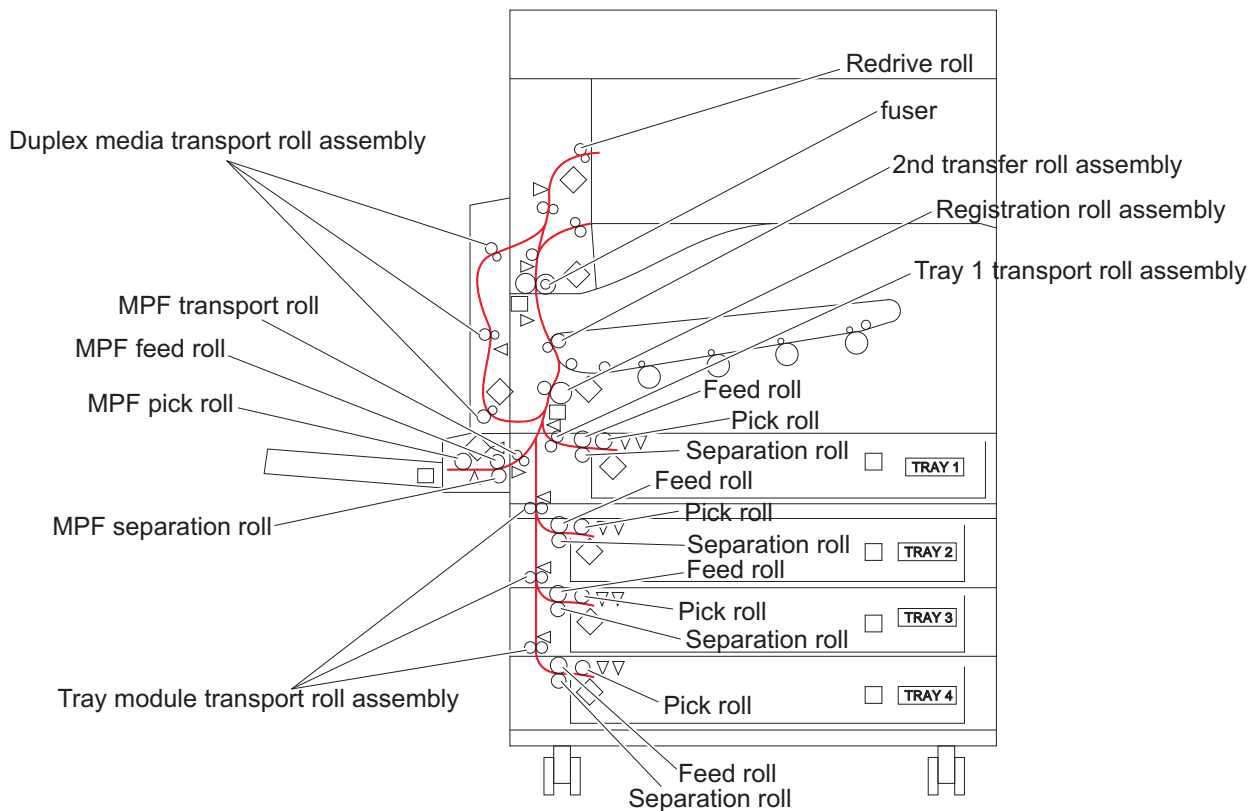 Redrive roll
fuser
Duplex media transport roll assembly
2nd transfer roll assembly
Registration roll assembly
Tray 1 transport roll assembly
MPF transport roll
MPF feed roll
Feed roll
MPF pick roll
Pick roll
Separation roll
TRAY 1
Feed roll
MPF separation roll
Pick roll
Separation roll
TRAY 2
Feed roll
Pick roll
TRAY 3
Separation roll
Tray module transport roll assembly
TRAY 4
Pick roll
Feed roll
Separation roll